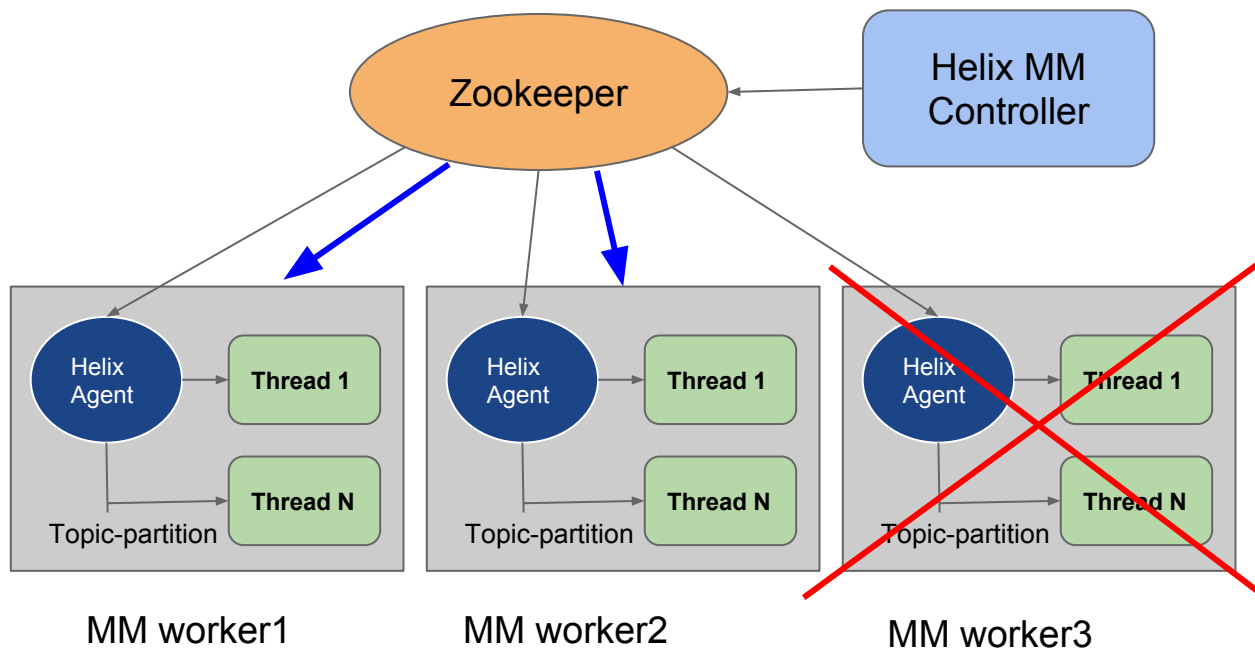 Zookeeper
Helix MM
Controller
Helix
Agent
Thread 1
Thread N
Topic-partition
Helix
Agent
Thread 1
Thread N
Topic-partition
Helix
Agent
Thread 1
Thread N
Topic-partition
MM worker1
MM worker2
MM worker3